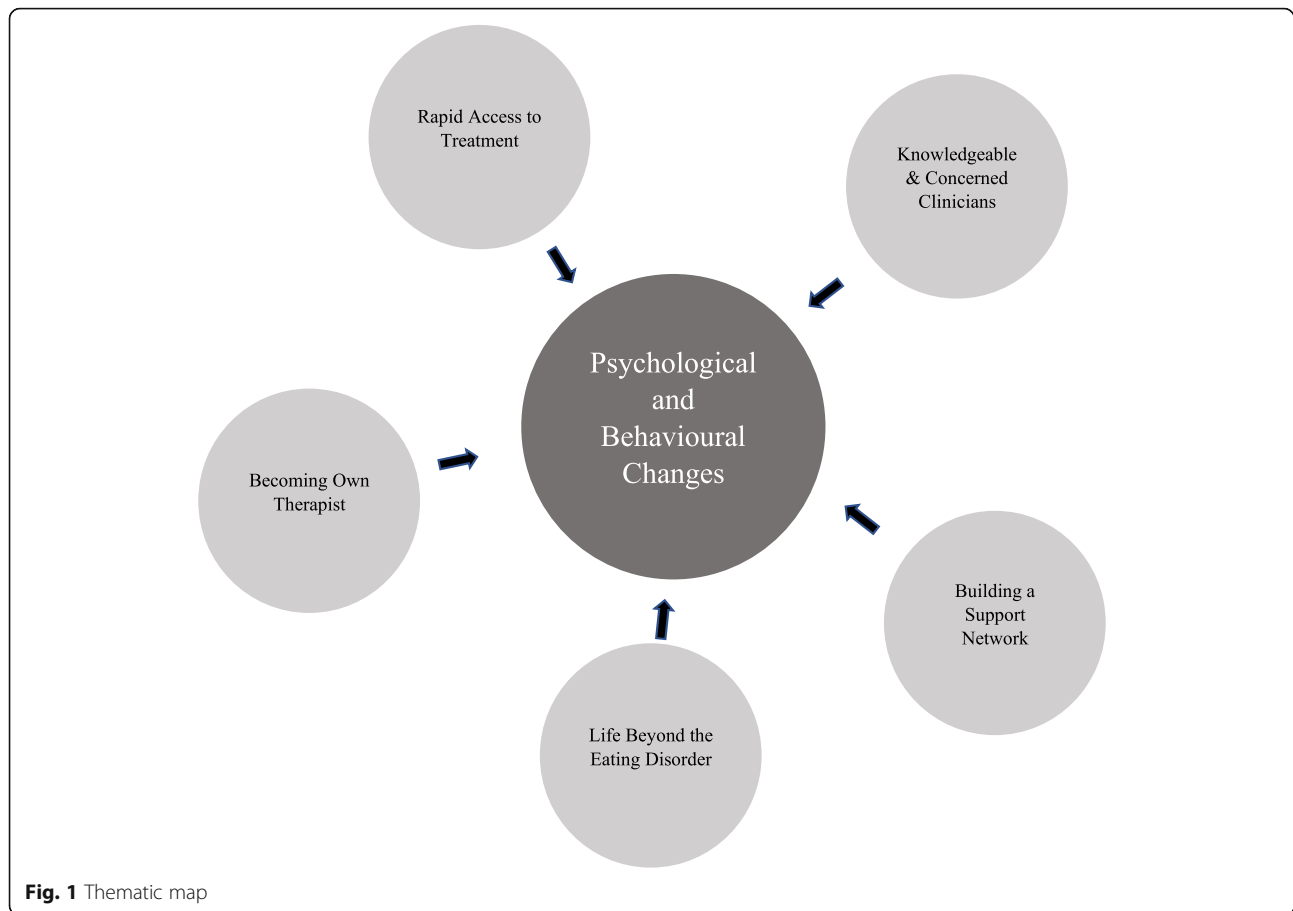 Rapid Access to
Treatment
Knowledgeable
& Concerned
Clinicians
Psychological
and
Behavioural
Changes
Becoming Own
Therapist
Building a
Support
Network
Life Beyond the
Eating Disorder
Fig. 1 Thematic map